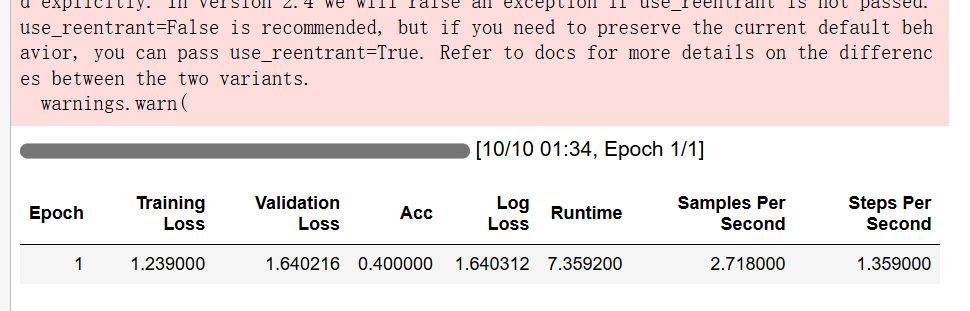 d explicitly. In version 2.4 we will raise an exception if use_reentrant is not passed.
use_reentrant=False is recommended, but if you need to preserve the current default beh
avior, you can pass use_reentrant=True. Refer to docs for more details on the differenc
es between the two variants.
warnings.warn(
[10/10 01:34, Epoch 1/1]
Epoch Training Loss Validation Loss Acc Log Loss Runtime Samples Per Second Steps Per Second
1 1.239000 1.640216 0.400000 1.640312 7.359200 2.718000 1.359000